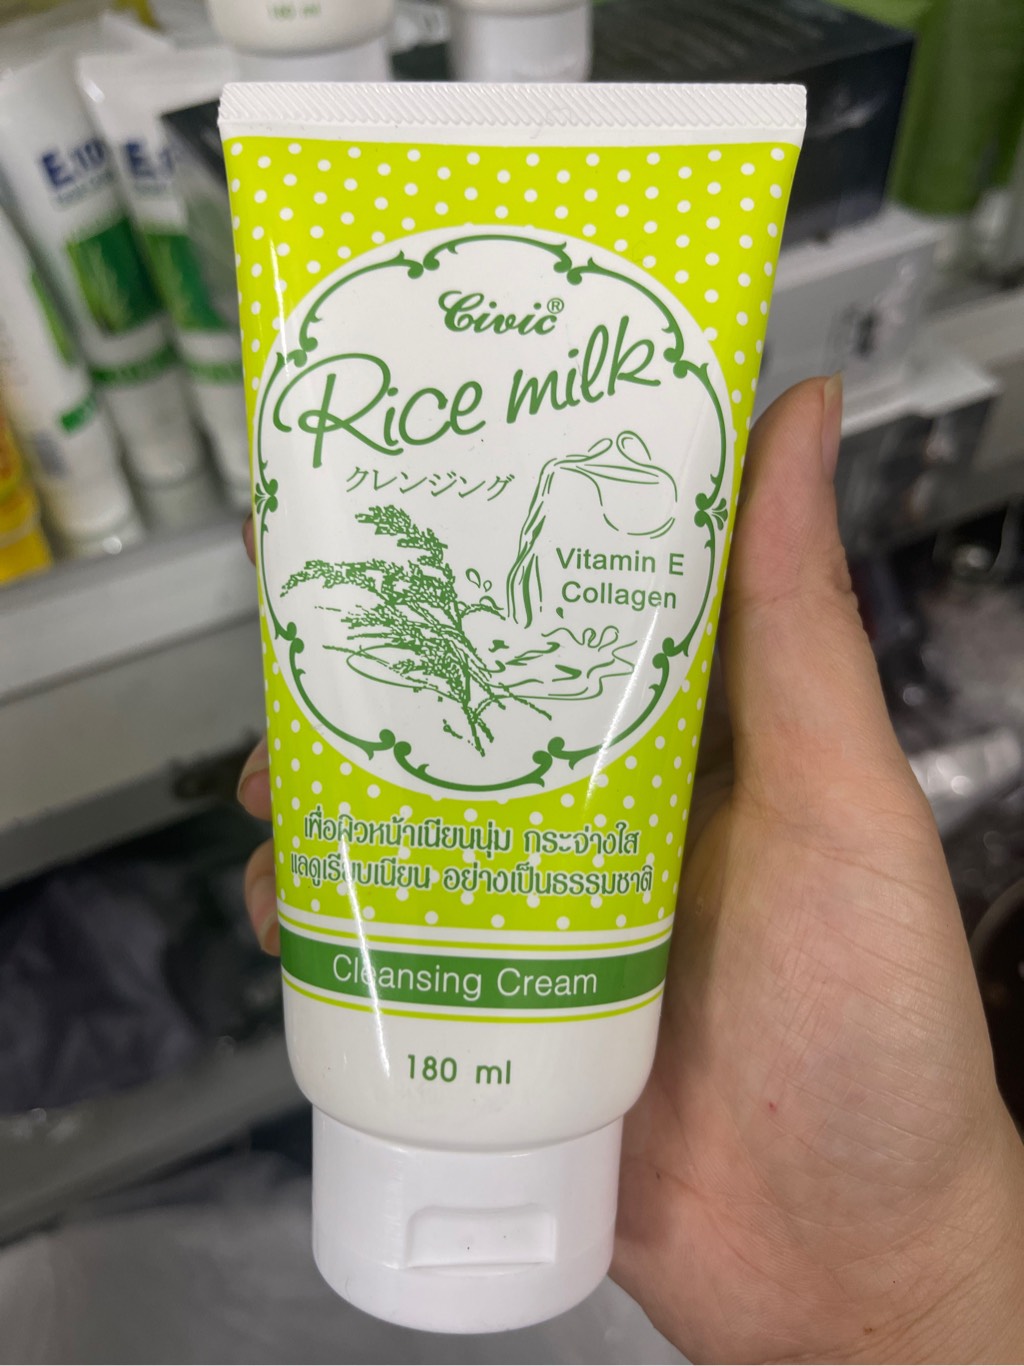 180 ml
E.10
Civic®
Rice milk
クレンジング
Vitamin E
Collagen
เพื่อผิวหน้าเนียนนุ่ม กระจ่างใส
แลดูเรียบเนียน อย่างเป็นธรรมชาติ
Cleansing Cream
180 ml